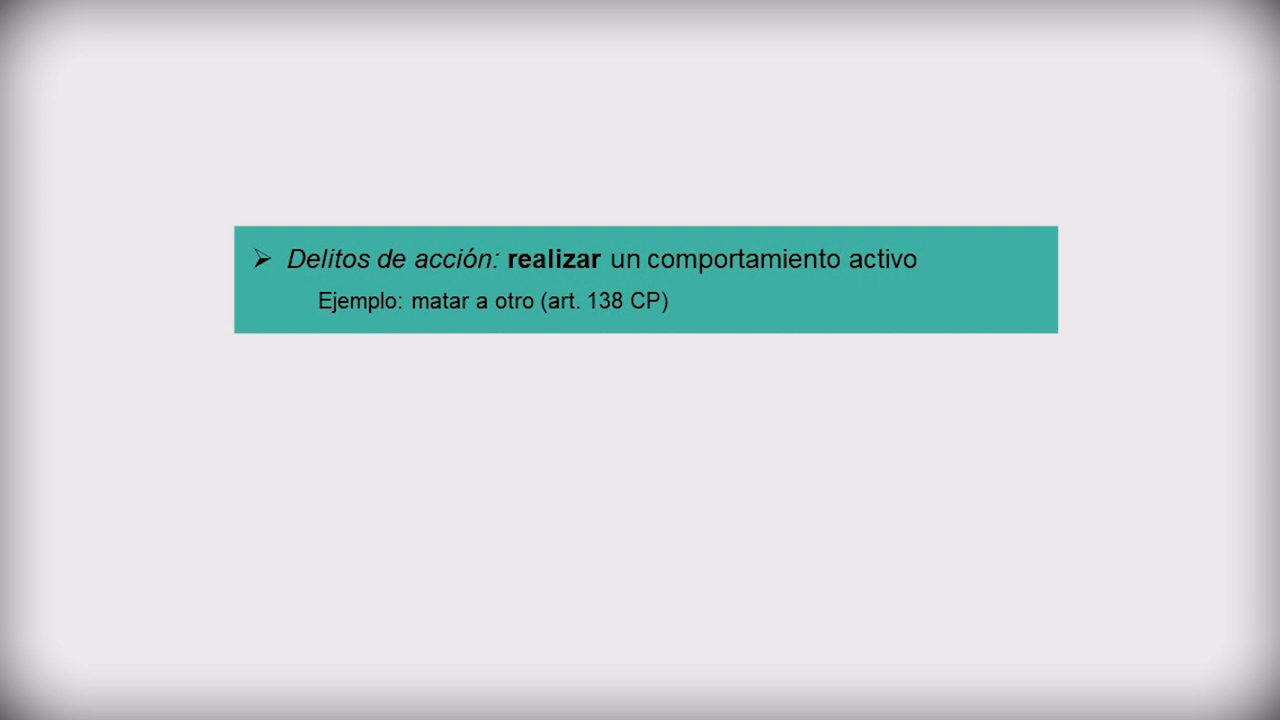 ➢ Delitos de acción: realizar un comportamiento activo
Ejemplo: matar a otro (art. 138 CP)